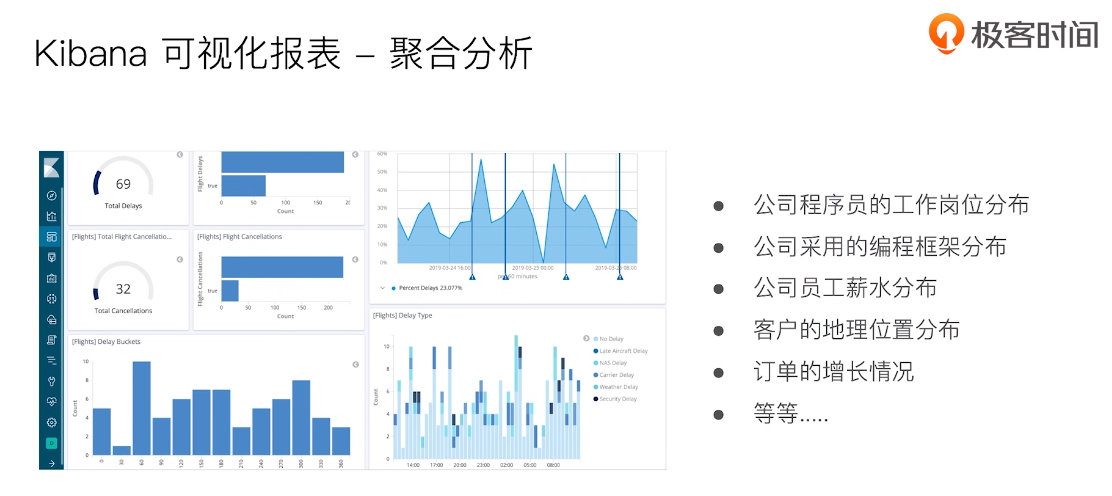 Kibana 可视化报表 – 聚合分析
极客时间
69
Total Delays
Flight Delays
true
0
50
100
150
200
Count
[Flights] Total Flight Cancellatio...
32
Total Cancellations
[Flights] Flight Cancellations
Flight Cancellations
true
0
50
100
150
200
Count
60%
50%
40%
30%
20%
10%
0%
2019-03-24 16:00
2019-03-25 00:00
2019-03-25 08:00
per 60 minutes
Percent Delays 23.077%
[Flights] Delay Buckets
Count
10
8
6
4
2
0
0
30
60
90
120
150
180
210
240
270
300
330
360
[Flights] Delay Type
Count
10
8
6
4
2
0
14:00
17:00
20:00
23:00
02:00
05:00
08:00
No Delay
Late Aircraft Delay
NAS Delay
Carrier Delay
Weather Delay
Security Delay
D
● 公司程序员的工作岗位分布
● 公司采用的编程框架分布
● 公司员工薪水分布
● 客户的地理位置分布
● 订单的增长情况
● 等等.....